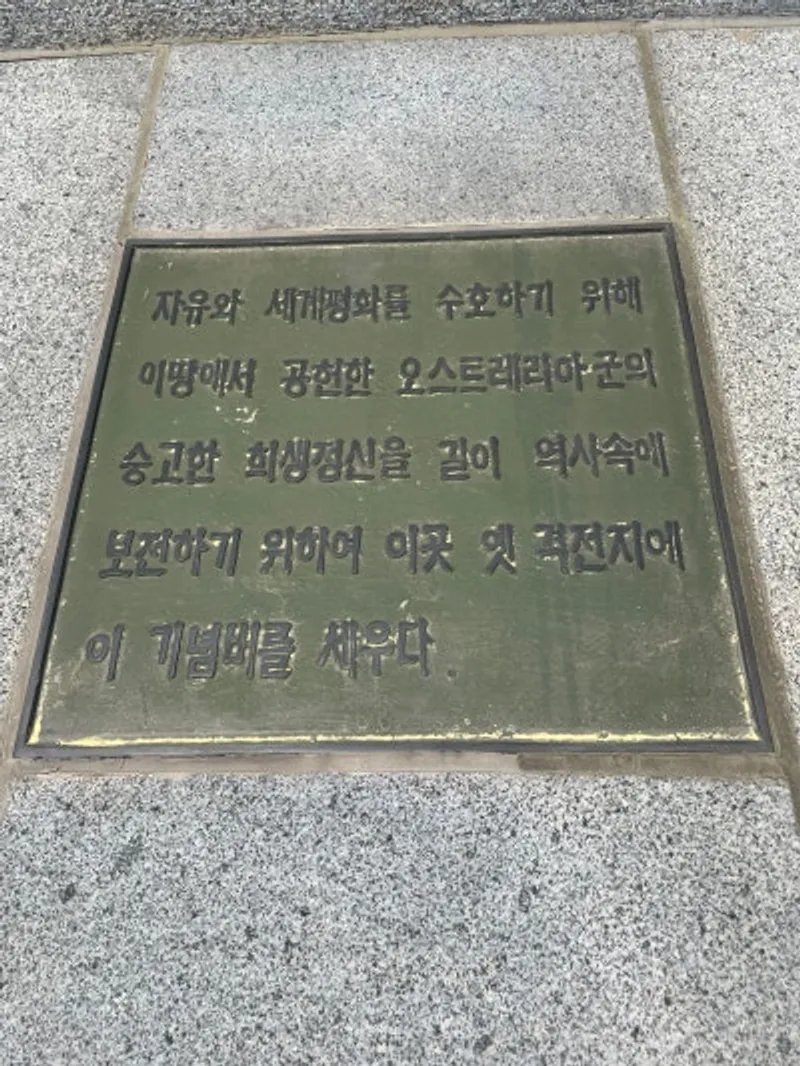 자유와 세계평화를 수호하기 위해
이땅에서 공헌한 오스트레리아군의
숭고한 희생정신을 길이 역사속에
보전하기 위하여 이곳 옛 격전지에
이 기념비를 세우다.